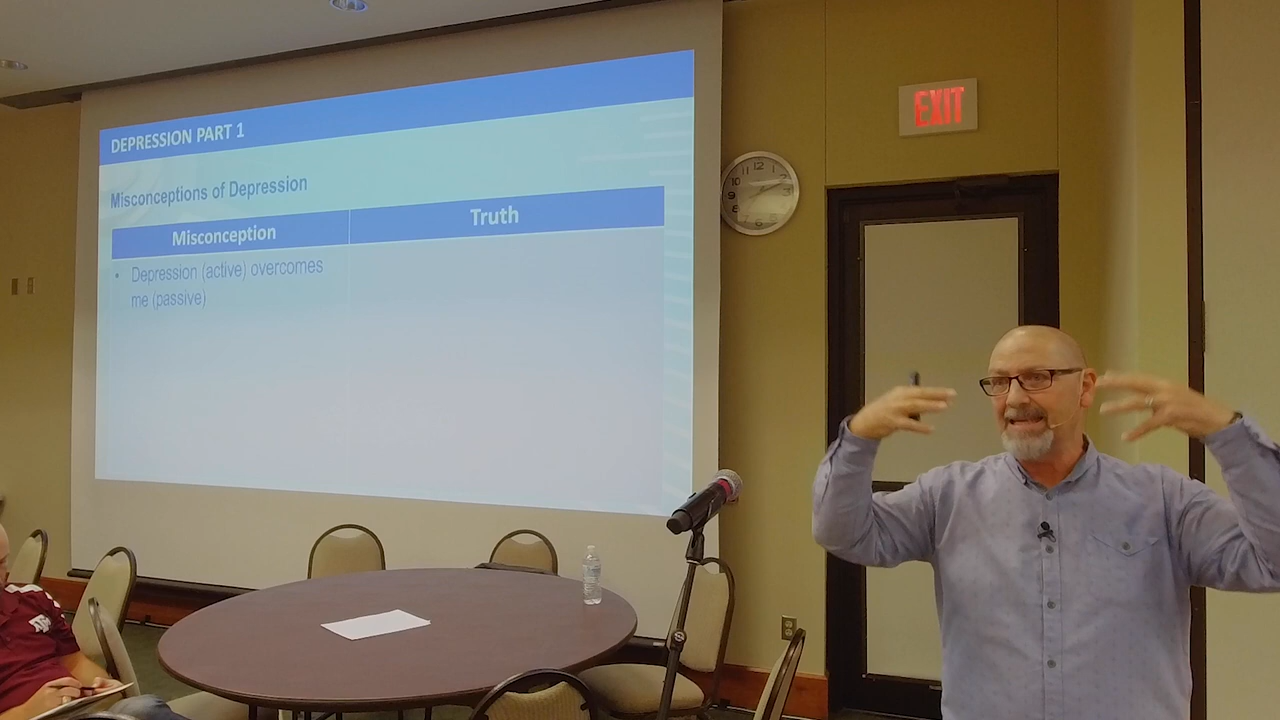 DEPRESSION PART 1
Misconceptions of Depression
Misconception Truth
• Depression (active) overcomes
me (passive)
EXIT